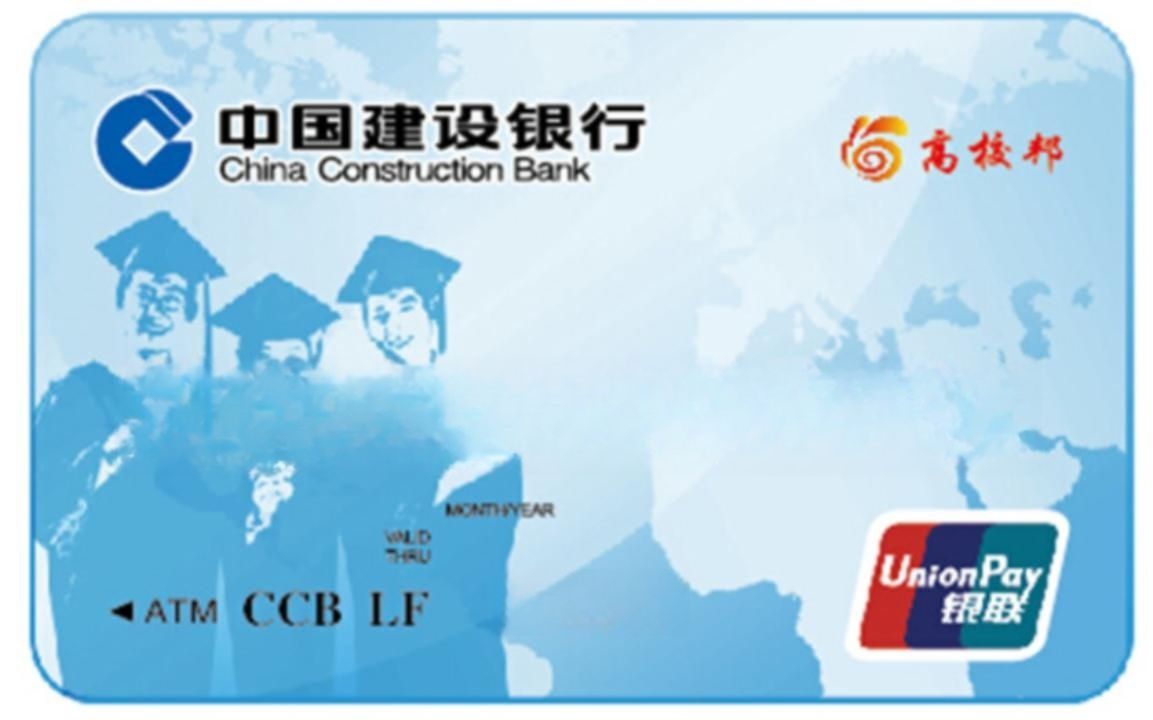 中国建设银行
China Construction Bank
高校邦
MONTH/YEAR
VALID
THRU
◄ATM CCB LF
UnionPay
银联